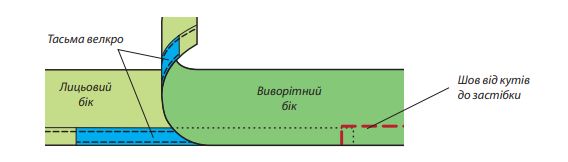 Тасьма велкро
Лицьовий
бік
Виворітний
бік
Шов від кутів
до застібки